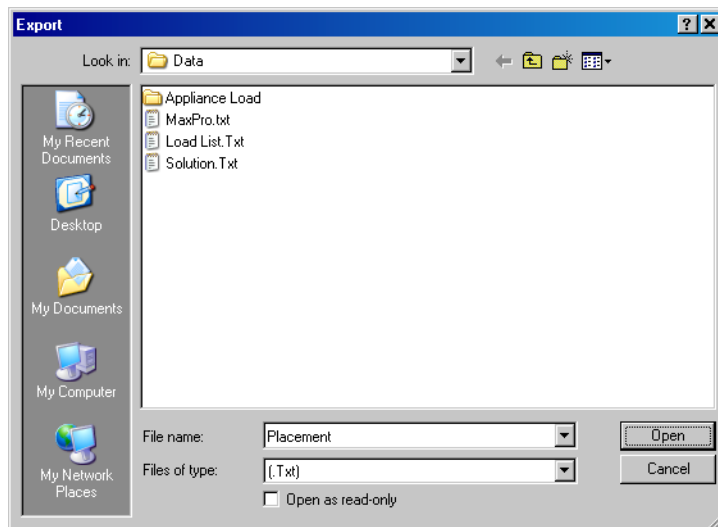 Export
Look in: Data
Appliance Load
MaxPro.txt
Load List.Txt
Solution.Txt
My Recent
Documents
Desktop
My Documents
My Computer
My Network
Places
File name: Placement Open
Files of type: (.Txt) Cancel
Open as read-only